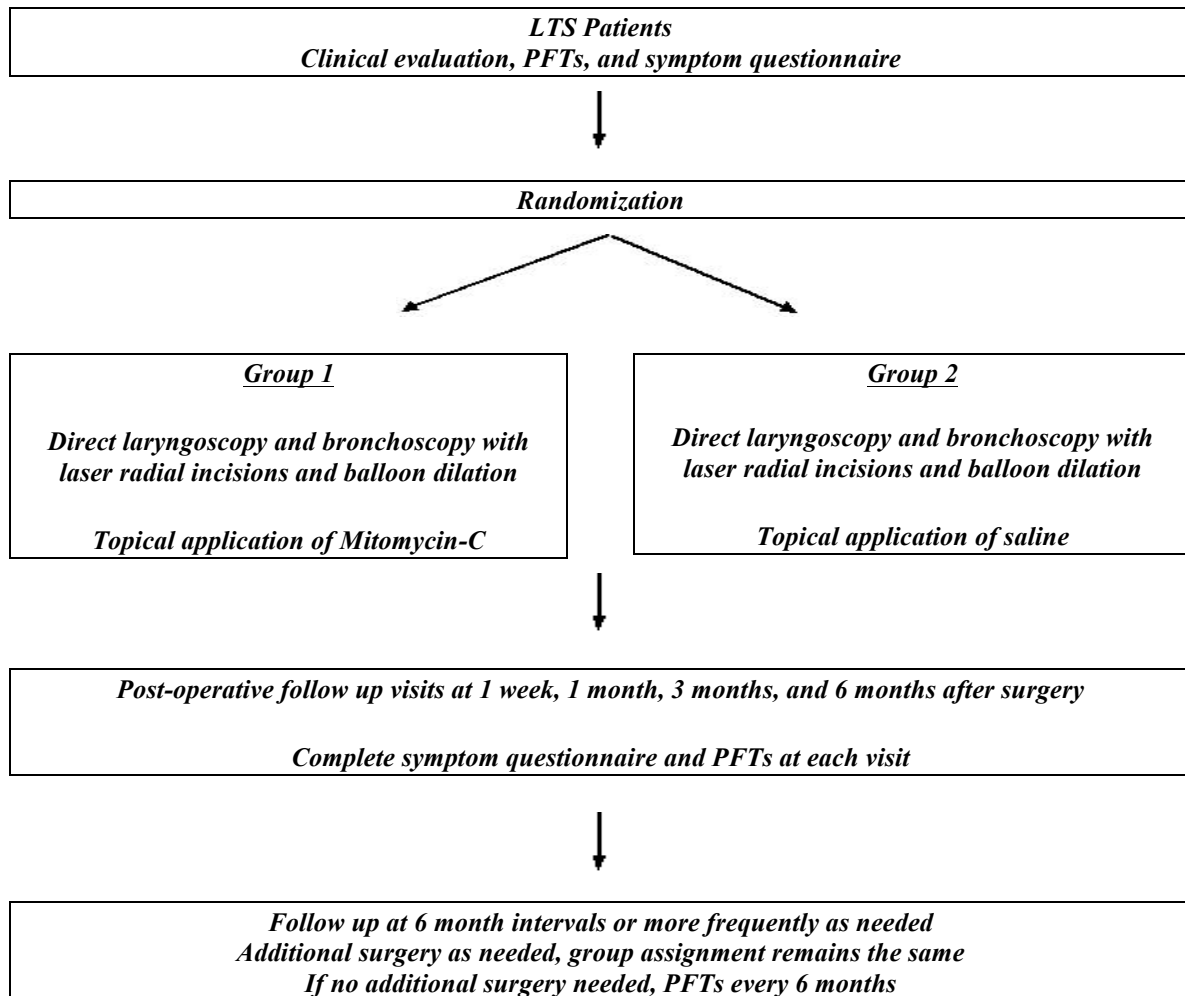 LTS Patients
Clinical evaluation, PFTs, and symptom questionnaire
Randomization
Group 1
Direct laryngoscopy and bronchoscopy with
laser radial incisions and balloon dilation
Topical application of Mitomycin-C
Group 2
Direct laryngoscopy and bronchoscopy with
laser radial incisions and balloon dilation
Topical application of saline
Post-operative follow up visits at 1 week, 1 month, 3 months, and 6 months after surgery
Complete symptom questionnaire and PFTs at each visit
Follow up at 6 month intervals or more frequently as needed
Additional surgery as needed, group assignment remains the same
If no additional surgery needed, PFTs every 6 months